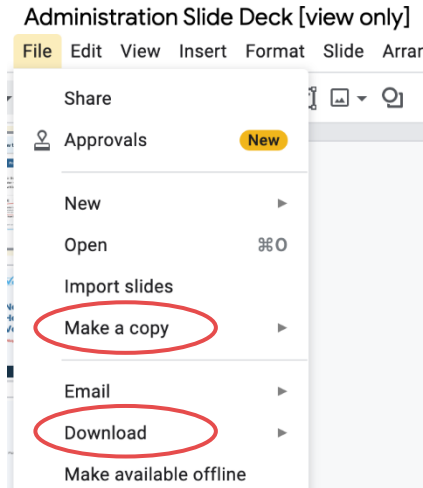 Administration Slide Deck [view only]
File Edit View Insert Format Slide Arrar
Share
Approvals New
New
Open ⌘O
Import slides
Make a copy
Email
Download
Make available offline